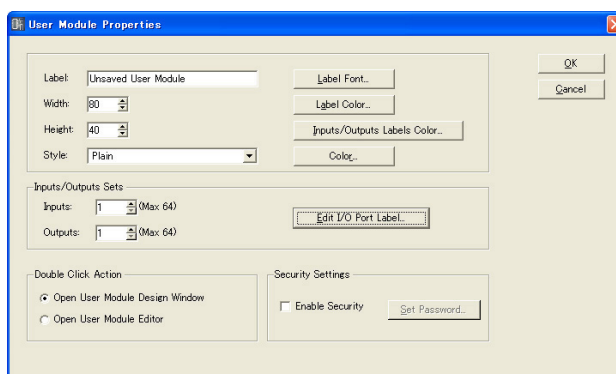 User Module Properties
Label: Unsaved User Module Label Font... OK
Width: 80 Label Color... Cancel
Height: 40 Inputs/Outputs Labels Color...
Style: Plain Color...
Inputs/Outputs Sets
Inputs: 1 (Max 64) Edit I/O Port Label...
Outputs: 1 (Max 64)
Double Click Action Security Settings
Open User Module Design Window Enable Security Set Password...
Open User Module Editor